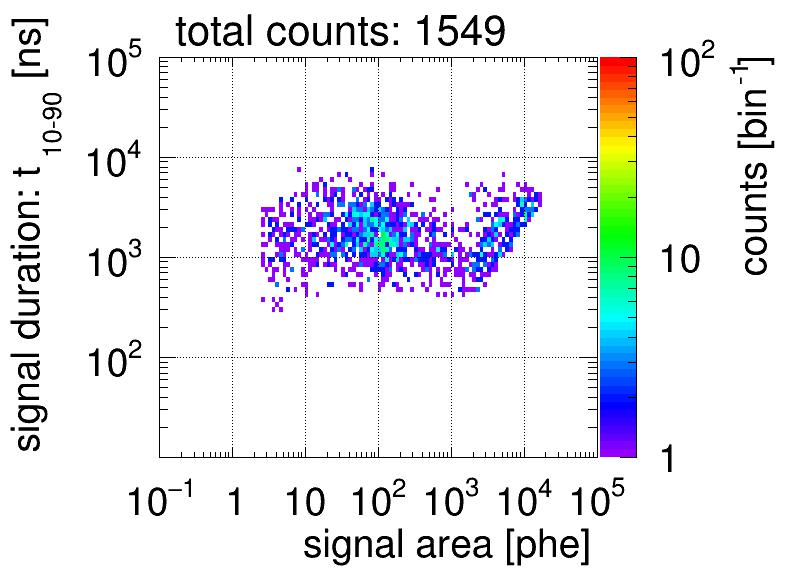 total counts: 1549
signal duration: t 10-90 [ns]
10^5
10^4
10^3
10^2
10^−1 1 10 10^2 10^3 10^4 10^5
signal area [phe]
10^2
10
1
counts [bin^-1]